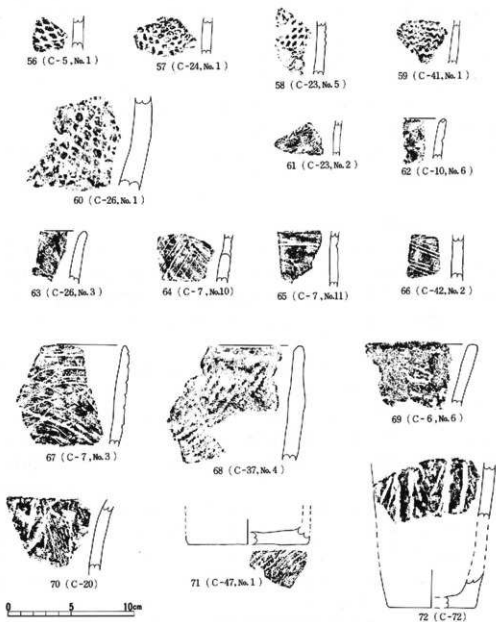 56 (C-5, No.1)
57 (C-24, No.1)
58 (C-23, No.5)
59 (C-41, No.1)
60 (C-26, No.1)
61 (C-23, No.2)
62 (C-10, No.6)
63 (C-26, No.3)
64 (C-7, No.10)
65 (C-7, No.11)
66 (C-42, No.2)
67 (C-7, No.3)
68 (C-37, No.4)
69 (C-6, No.6)
70 (C-20)
71 (C-47, No.1)
72 (C-72)
0 5 10cm